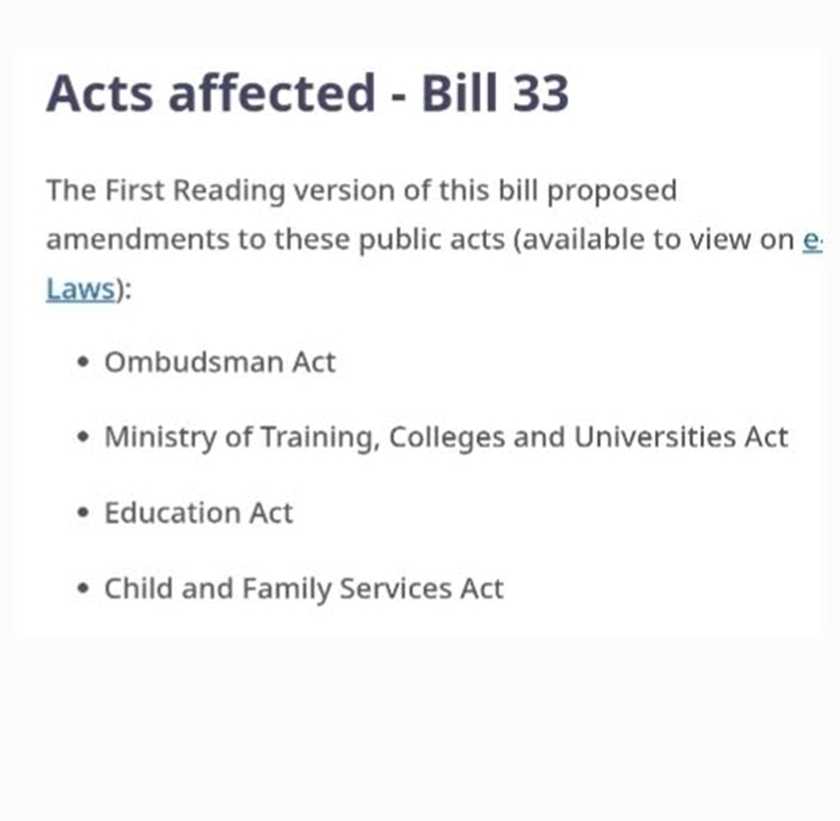 Acts affected - Bill 33
The First Reading version of this bill proposed
amendments to these public acts (available to view on e-
Laws):
• Ombudsman Act
• Ministry of Training, Colleges and Universities Act
• Education Act
• Child and Family Services Act